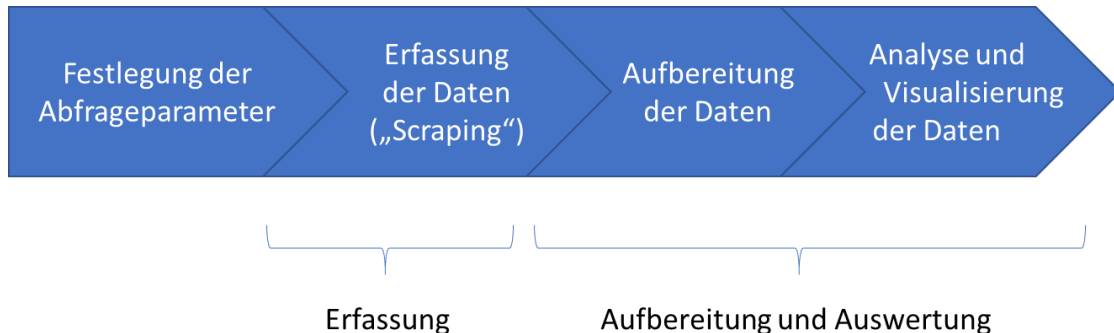 Festlegung der
Abfrageparameter
Erfassung
der Daten
(„Scraping“)
Aufbereitung
der Daten
Analyse und
Visualisierung
der Daten
Erfassung
Aufbereitung und Auswertung